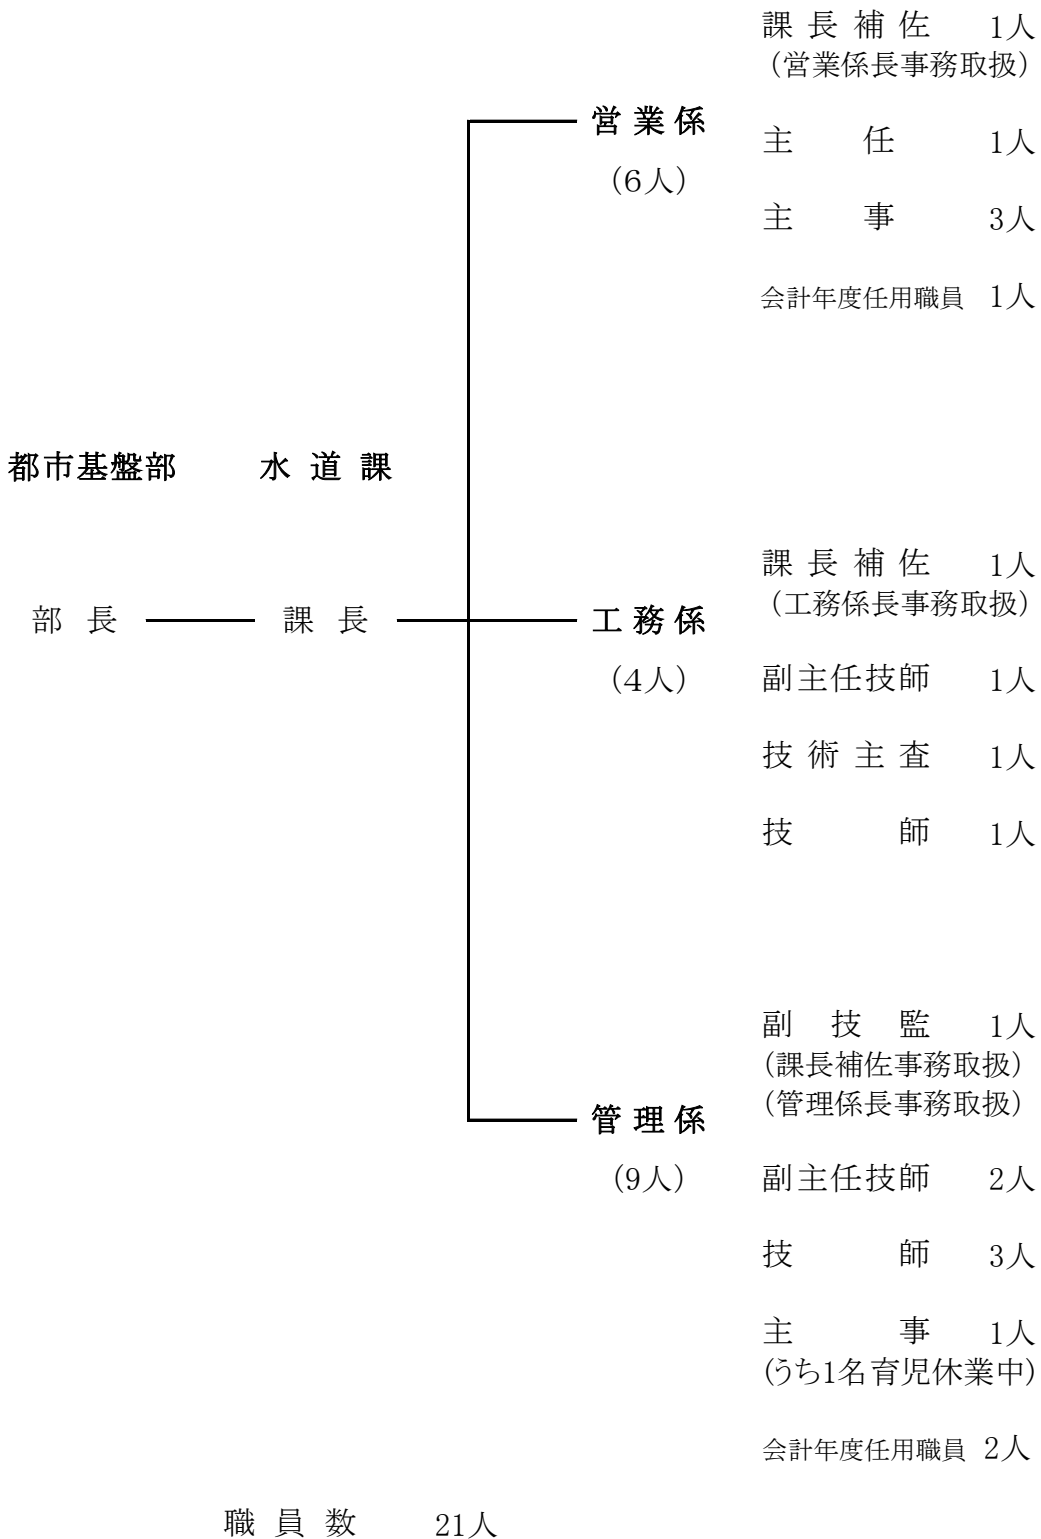 課長補佐 1人
(営業係長事務取扱)
営業係
主任 1人
(6人)
主事 3人
会計年度任用職員 1人
都市基盤部 水道課
課長補佐 1人
(工務係長事務取扱)
部長 課長 工務係
(4人) 副主任技師 1人
技術主査 1人
技師 1人
副技監 1人
(課長補佐事務取扱)
(管理係長事務取扱)
管理係
(9人) 副主任技師 2人
技師 3人
主事 1人
(うち1名育児休業中)
会計年度任用職員 2人
職員数 21人